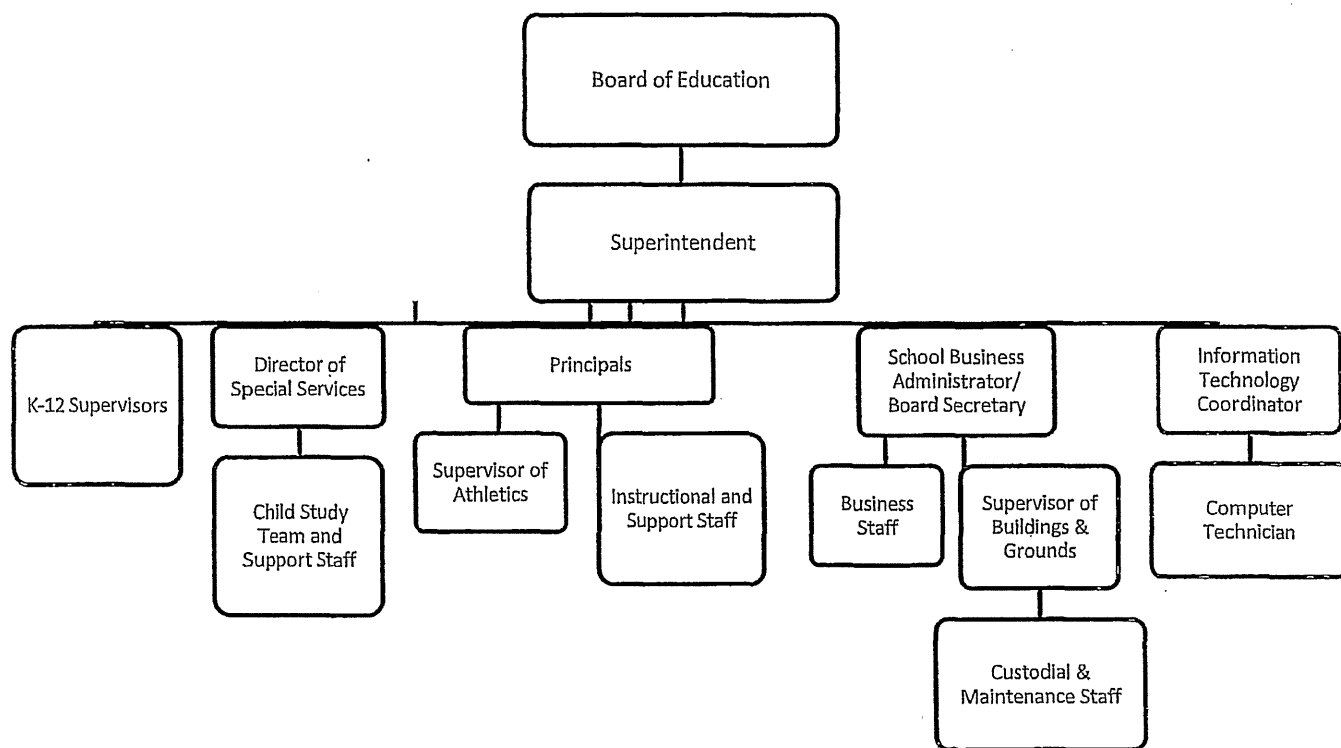 Board of Education
Superintendent
K-12 Supervisors
Director of
Special Services
Principals
School Business
Administrator/
Board Secretary
Information
Technology
Coordinator
Child Study
Team and
Support Staff
Supervisor of
Athletics
Instructional and
Support Staff
Business
Staff
Supervisor of
Buildings &
Grounds
Computer
Technician
Custodial &
Maintenance Staff